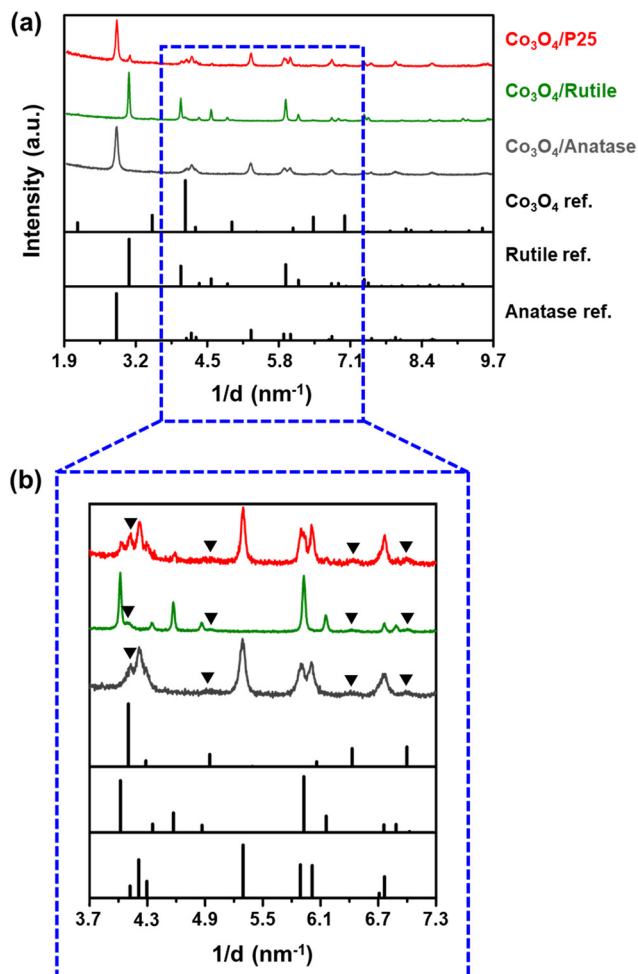 (a)
Intensity (a.u.)
Co₃O₄/P25
Co₃O₄/Rutile
Co₃O₄/Anatase
Co₃O₄ ref.
Rutile ref.
Anatase ref.
1.9 3.2 4.5 5.8 7.1 8.4 9.7
1/d (nm⁻¹)
(b)
3.7 4.3 4.9 5.5 6.1 6.7 7.3
1/d (nm⁻¹)